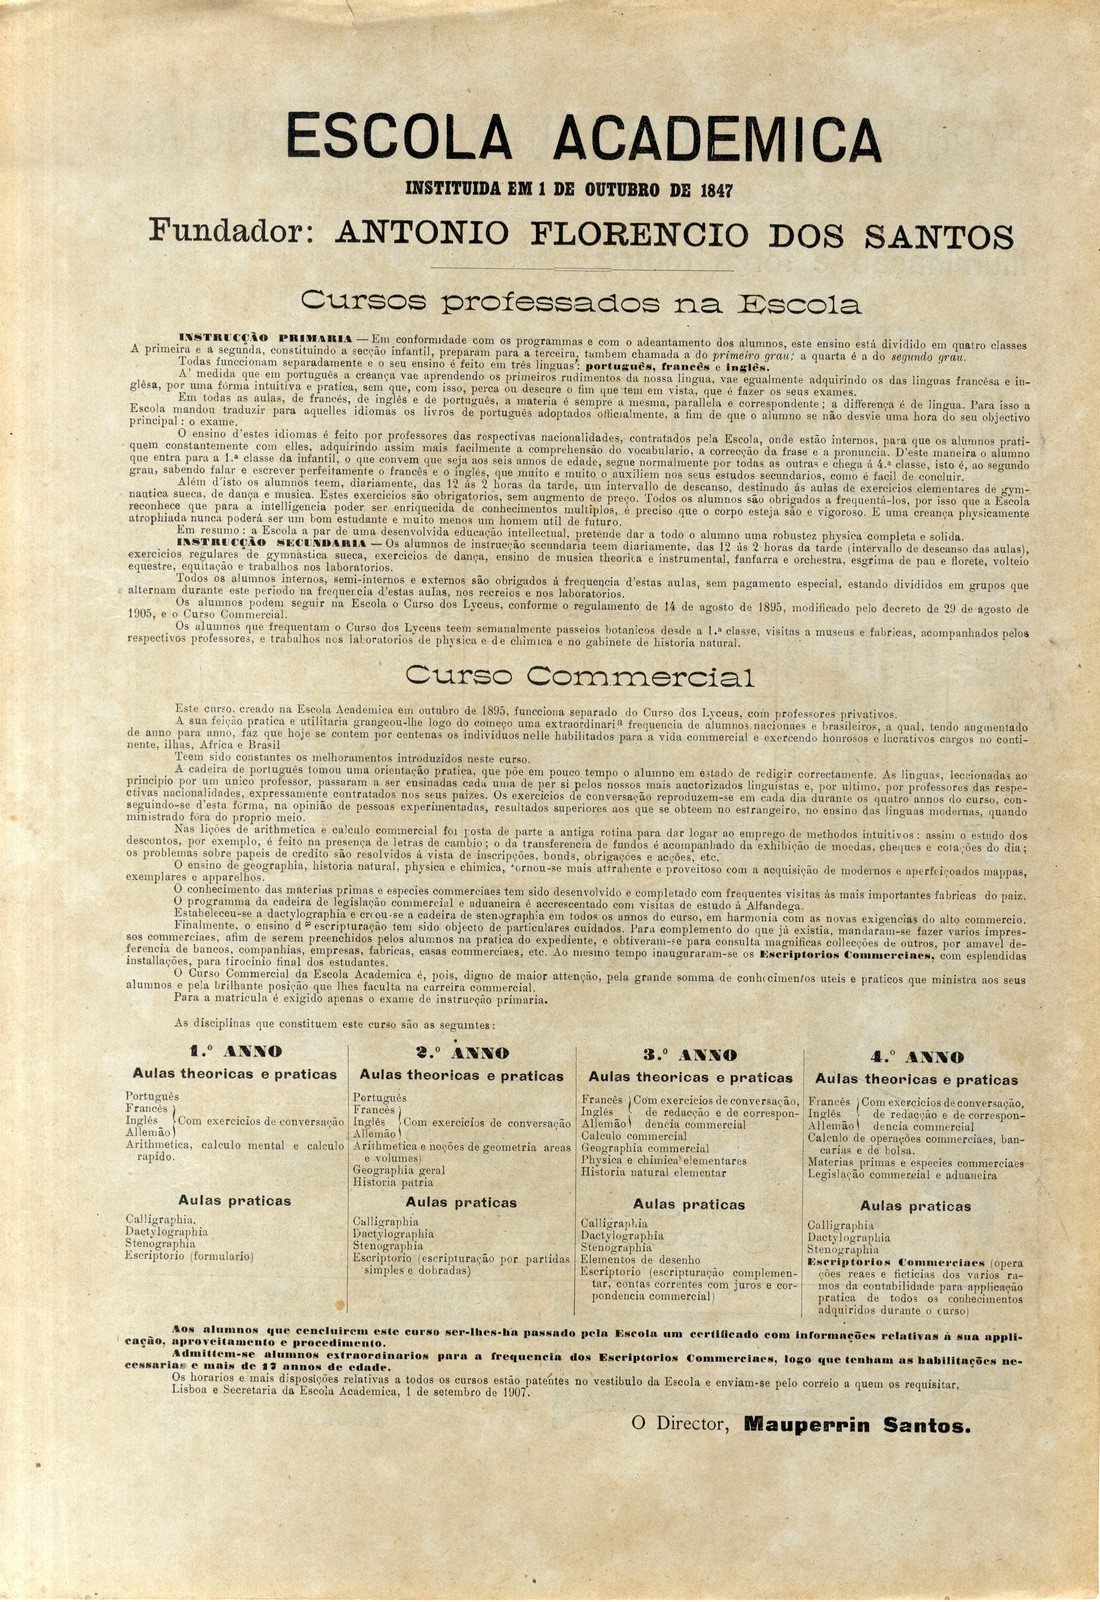 ESCOLA ACADEMICA
INSTITUIDA EM 1 DE OUTUBRO DE 1847
Fundador: ANTONIO FLORENCIO DOS SANTOS
Cursos professados na Escola
INSTRUCÇÃO PRIMARIA — Em conformidade com os programmas e com o adeantamento dos alumnos, este ensino está dividido em quatro classes
A primeira e a segunda, constituindo a secção infantil, preparam para a terceira, tambem chamada a do primeiro grau; a quarta é a do segundo grau.
Todas funccionam separadamente e o seu ensino é feito em três linguas: português, francês e inglês.
A' medida que em português a creança vae aprendendo os primeiros rudimentos da nossa lingua, vae egualmente adquirindo os das linguas francêsa e in-
glêsa, por uma fórma intuitiva e pratica, sem que, com isso, perca ou descure o fim que tem em vista, que é fazer os seus exames.
Em todas as aulas, de francês, de inglês e de português, a materia é sempre a mesma, parallela e correspondente; a differença é de lingua. Para isso a
Escola mandou traduzir para aquelles idiomas os livros de português adoptados officialmente, a fim de que o alumno se não desvie uma hora do seu objectivo
principal: o exame.
O ensino d'estes idiomas é feito por professores das respectivas nacionalidades, contratados pela Escola, onde estão internos, para que os alumnos prati-
quem constantemente com elles, adquirindo assim mais facilmente a comprehensão do vocabulario, a correcção da frase e a pronuncia. D'este maneira o alumno
que entra para a 1.ª classe da infantil, o que convem que seja aos seis annos de edade, segue normalmente por todas as outras e chega á 4.ª classe, isto é, ao segundo
grau, sabendo falar e escrever perfeitamente o francês e o inglês, que muito e muito o auxiliem nos seus estudos secundarios, como é facil de concluir.
Além d'isto os alumnos teem, diariamente, das 12 ás 2 horas da tarde, um intervallo de descanso, destinado ás aulas de exercicios elementares de gym-
nastica sueca, de dança e musica. Estes exercicios são obrigatorios, sem augmento de preço. Todos os alumnos são obrigados a frequentá-los, por isso que a Escola
reconhece que para a intelligencia poder ser enriquecida de conhecimentos multiplos, é preciso que o corpo esteja são e vigoroso. E uma creança physicamente
atrophiada nunca poderá ser um bom estudante e muito menos um homem util de futuro.
Em resumo: a Escola a par de uma desenvolvida educação intellectual, pretende dar a todo o alumno uma robustez physica completa e solida.
INSTRUCÇÃO SECUNDARIA — Os alumnos de instrucção secundaria teem diariamente, das 12 ás 2 horas da tarde (intervallo de descanso das aulas),
exercicios regulares de gymnastica sueca, exercicios de dança, ensino de musica theorica e instrumental, fanfarra e orchestra, esgrima de pau e florete, volteio
equestre, equitação e trabalhos nos laboratorios.
Todos os alumnos internos, semi-internos e externos são obrigados á frequencia d'estas aulas, sem pagamento especial, estando divididos em grupos que
alternam durante este periodo na frequencia d'estas aulas, nos recreios e nos laboratorios.
Os alumnos podem seguir na Escola o Curso dos Lyceus, conforme o regulamento de 14 de agosto de 1895, modificado pelo decreto de 29 de agosto de
1905, e o Curso Commercial.
Os alumnos que frequentam o Curso dos Lyceus teem semanalmente passeios botanicos desde a 1.ª classe, visitas a museus e fabricas, acompanhados pelos
respectivos professores, e trabalhos nos laboratorios de physica e de chimica e no gabinete de historia natural.
Curso Commercial
Este curso, creado na Escola Academica em outubro de 1895, funcciona separado do Curso dos Lyceus, com professores privativos.
A sua feição pratica e utilitaria grangeou-lhe logo do começo uma extraordinaria frequencia de alumnos nacionaes e brasileiros, a qual, tendo augmentado
de anno para anno, faz que hoje se contem por centenas os individuos nelle habilitados para a vida commercial e exercendo honrosos e lucrativos cargos no conti-
nente, ilhas, Africa e Brasil
Teem sido constantes os melhoramentos introduzidos neste curso.
A cadeira de português tomou uma orientação pratica, que põe em pouco tempo o alumno em estado de redigir correctamente. As linguas, leccionadas ao
principio por um unico professor, passaram a ser ensinadas cada uma de per si pelos nossos mais auctorizados linguistas e, por ultimo, por professores das respe-
ctivas nacionalidades, expressamente contratados nos seus paizes. Os exercicios de conversação reproduzem-se em cada dia durante os quatro annos do curso, con-
seguindo-se d'esta fórma, na opinião de pessoas experimentadas, resultados superiores aos que se obteem no estrangeiro, no ensino das linguas modernas, quando
ministrado fóra do proprio meio.
Nas lições de arithmetica e calculo commercial foi posta de parte a antiga rotina para dar logar ao emprego de methodos intuitivos: assim o estudo dos
descontos, por exemplo, é feito na presença de letras de cambio; o da transferencia de fundos é acompanhado da exhibição de moedas, cheques e cotações do dia;
os problemas sobre papeis de credito são resolvidos á vista de inscripções, bonds, obrigações e acções, etc.
O ensino de geographia, historia natural, physica e chimica, tornou-se mais attrahente e proveitoso com a acquisição de modernos e aperfeiçoados mappas,
exemplares e apparelhos.
O conhecimento das materias primas e especies commerciaes tem sido desenvolvido e completado com frequentes visitas ás mais importantes fabricas do paiz.
O programma da cadeira de legislação commercial e aduaneira é accrescentado com visitas de estudo á Alfandega.
Estabeleceu-se a dactylographia e creou-se a cadeira de stenographia em todos os annos do curso, em harmonia com as novas exigencias do alto commercio.
Finalmente, o ensino de escripturação tem sido objecto de particulares cuidados. Para complemento do que já existia, mandaram-se fazer varios impres-
sos commerciaes, afim de serem preenchidos pelos alumnos na pratica do expediente, e obtiveram-se para consulta magnificas collecções de outros, por amavel de-
ferencia de bancos, companhias, empresas, fabricas, casas commerciaes, etc. Ao mesmo tempo inauguraram-se os Escriptorios Commerciaes, com esplendidas
installações, para tirocinio final dos estudantes.
O Curso Commercial da Escola Academica é, pois, digno de maior attenção, pela grande somma de conhecimentos uteis e praticos que ministra aos seus
alumnos e pela brilhante posição que lhes faculta na carreira commercial.
Para a matricula é exigido apenas o exame de instrucção primaria.
As disciplinas que constituem este curso são as seguintes:
1.º ANNO
Aulas theoricas e praticas
Português
Francês
Inglês Com exercicios de conversação
Allemão
Arithmetica, calculo mental e calculo
rapido.
Aulas praticas
Calligraphia.
Dactylographia
Stenographia
Escriptorio (formulario)
2.º ANNO
Aulas theoricas e praticas
Português
Francês
Inglês Com exercicios de conversação
Allemão
Arithmetica e noções de geometria areas
e volumes)
Geographia geral
Historia patria
Aulas praticas
Calligraphia
Dactylographia
Stenographia
Escriptorio (escripturação por partidas
simples e dobradas)
3.º ANNO
Aulas theoricas e praticas
Francês Com exercicios de conversação,
Inglês de redacção e de correspon-
Allemão dencia commercial
Calculo commercial
Geographia commercial
Physica e chimica elementares
Historia natural elementar
Aulas praticas
Calligraphia
Dactylographia
Stenographia
Elementos de desenho
Escriptorio (escripturação complemen-
tar, contas correntes com juros e cor-
pondencia commercial)
4.º ANNO
Aulas theoricas e praticas
Francês Com exercicios de conversação,
Inglês de redacção e de correspon-
Allemão dencia commercial
Calculo de operações commerciaes, ban-
carias e de bolsa.
Materias primas e especies commerciaes
Legislação commercial e aduaneira
Aulas praticas
Calligraphia
Dactylographia
Stenographia
Escriptorios Commerciaes (opera
ções reaes e ficticias dos varios ra-
mos da contabilidade para applicação
pratica de todos os conhecimentos
adquiridos durante o curso)
Aos alumnos que concluirem este curso ser-lhes-ha passado pela Escola um certificado com informações relativas á sua appli-
cação, aproveitamento e procedimento.
Admittem-se alumnos extraordinarios para a frequencia dos Escriptorios Commerciaes, logo que tenham as habilitações ne-
cessarias e mais de 17 annos de edade.
Os horarios e mais disposições relativas a todos os cursos estão patentes no vestibulo da Escola e enviam-se pelo correio a quem os requisitar.
Lisboa e Secretaria da Escola Academica, 1 de setembro de 1907.
O Director, Mauperrin Santos.